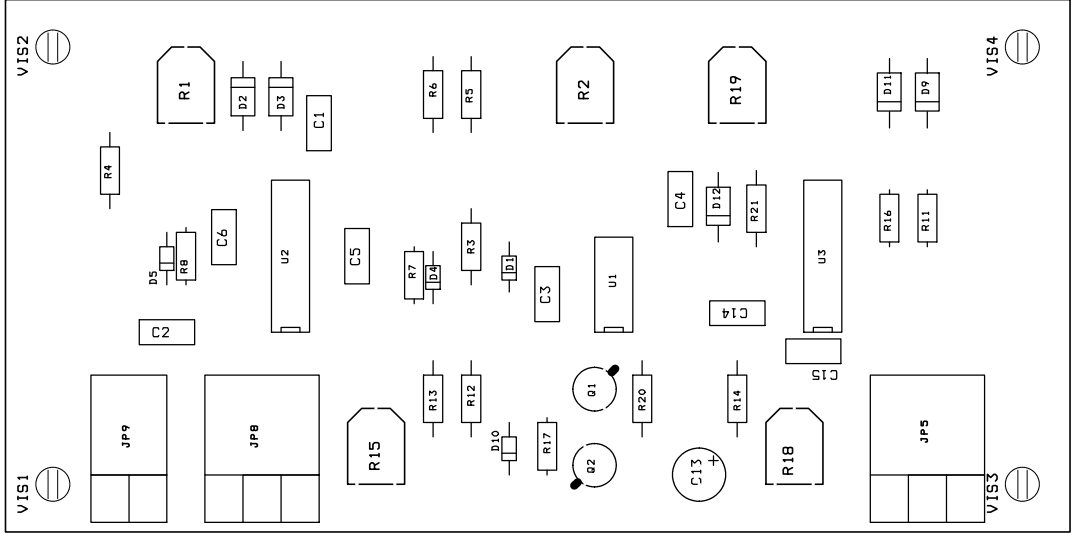 VIS2
R1
D2
D3
C1
R6
R5
R2
R19
D11
D9
VIS4
R4
C6
C4
D12
R21
R16
R11
D5
R8
U2
C5
R7
D4
R3
D1
C3
U1
U3
C2
C14
C15
JP9
JP8
R15
R13
R12
Q1
R20
R14
JP5
D10
R17
Q2
C13
+
R18
VIS1
VIS3